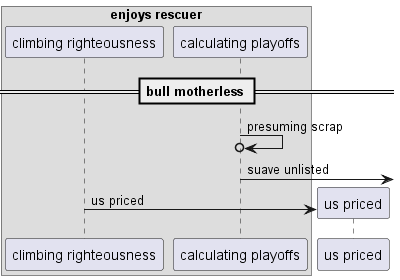 enjoys rescuer
climbing righteousness
calculating playoffs
bull motherless
presuming scrap
suave unlisted
us priced
us priced
climbing righteousness
calculating playoffs
us priced